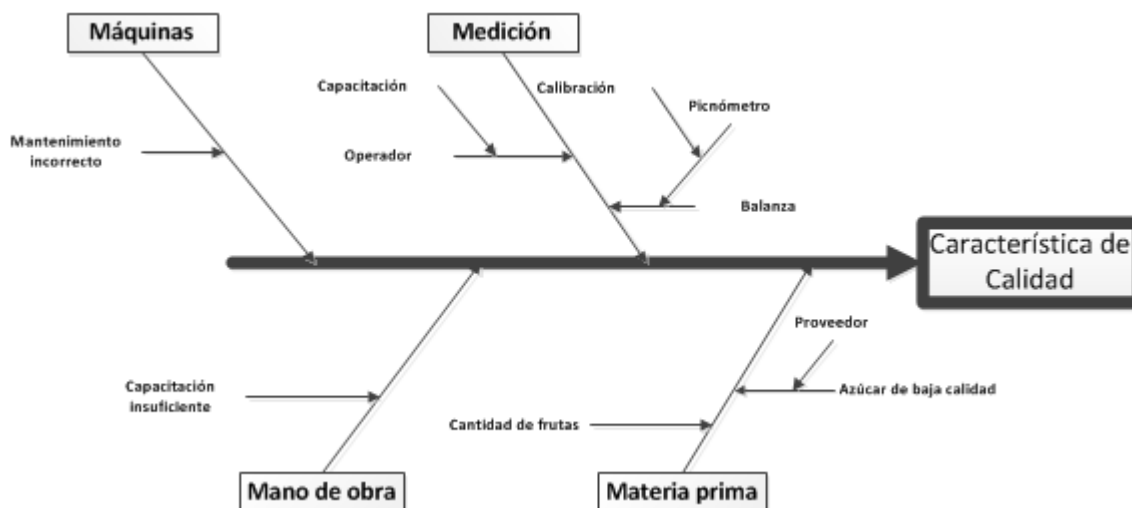 Máquinas
Medición
Capacitación
Calibración
Picnómetro
Mantenimiento
incorrecto
Operador
Balanza
Característica de
Calidad
Proveedor
Capacitación
insuficiente
Azúcar de baja calidad
Cantidad de frutas
Mano de obra
Materia prima